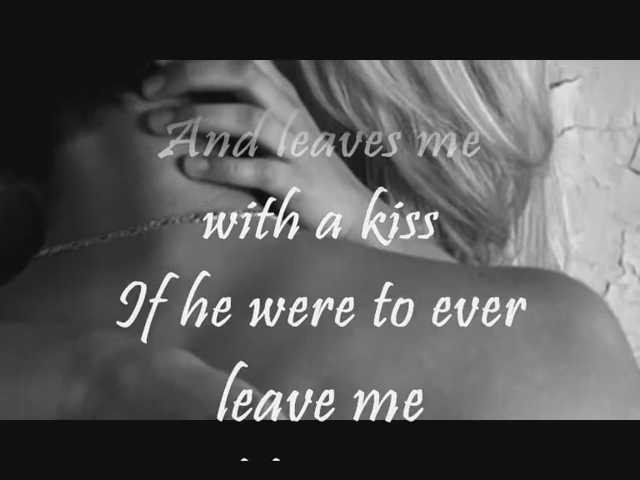 And leaves me
with a kiss
If he were to ever
leave me